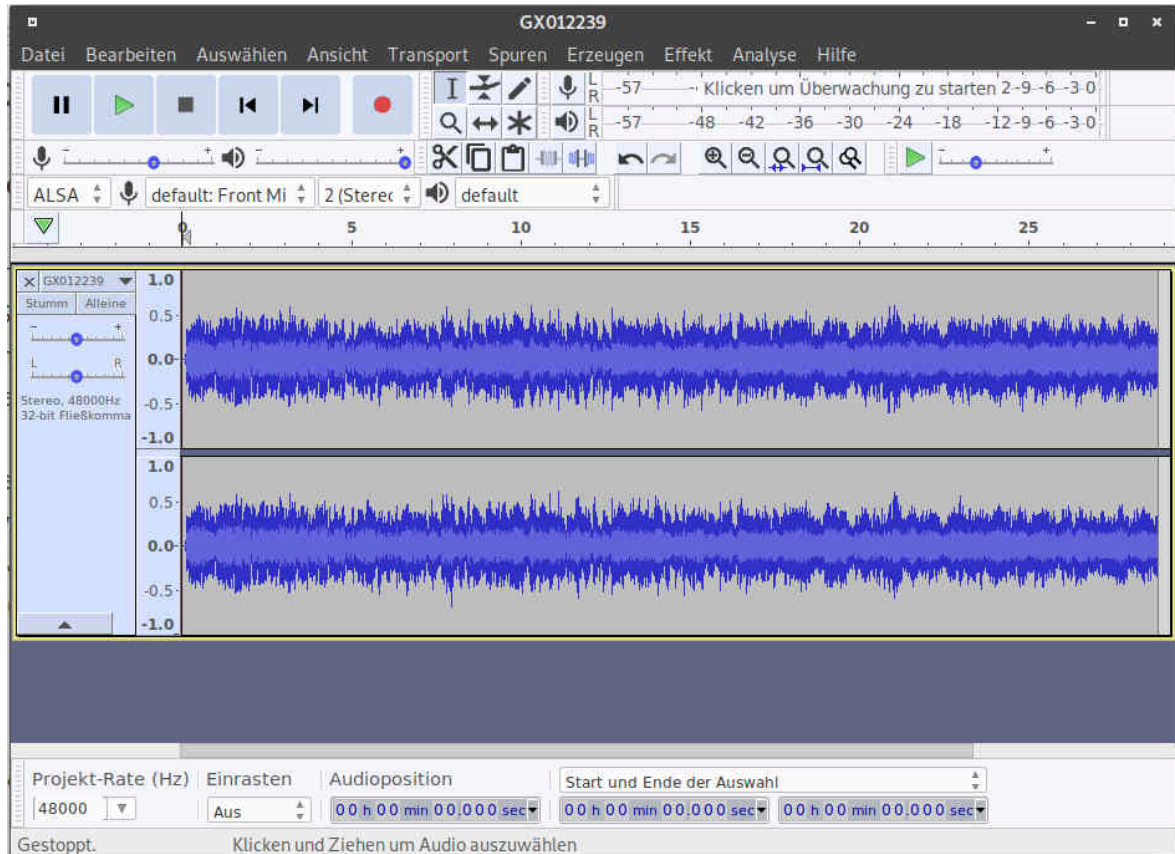 GX012239
Datei Bearbeiten Auswählen Ansicht Transport Spuren Erzeugen Effekt Analyse Hilfe
L
R
-57 Klicken um Überwachung zu starten 2 -9 -6 -3 0
L
R
-57 -48 -42 -36 -30 -24 -18 -12 -9 -6 -3 0
- + - +
- +
ALSA default: Front Mi 2 (Stereo default
0 5 10 15 20 25
GX012239
Stumm Alleine
- +
L R
Stereo, 48000Hz
32-bit Fließkomma
1.0
0.5
0.0
-0.5
-1.0
1.0
0.5
0.0
-0.5
-1.0
Projekt-Rate (Hz) Einrasten Audioposition Start und Ende der Auswahl
48000 Aus 00 h 00 min 00.000 sec 00 h 00 min 00.000 sec 00 h 00 min 00.000 sec
Gestoppt. Klicken und Ziehen um Audio auszuwählen